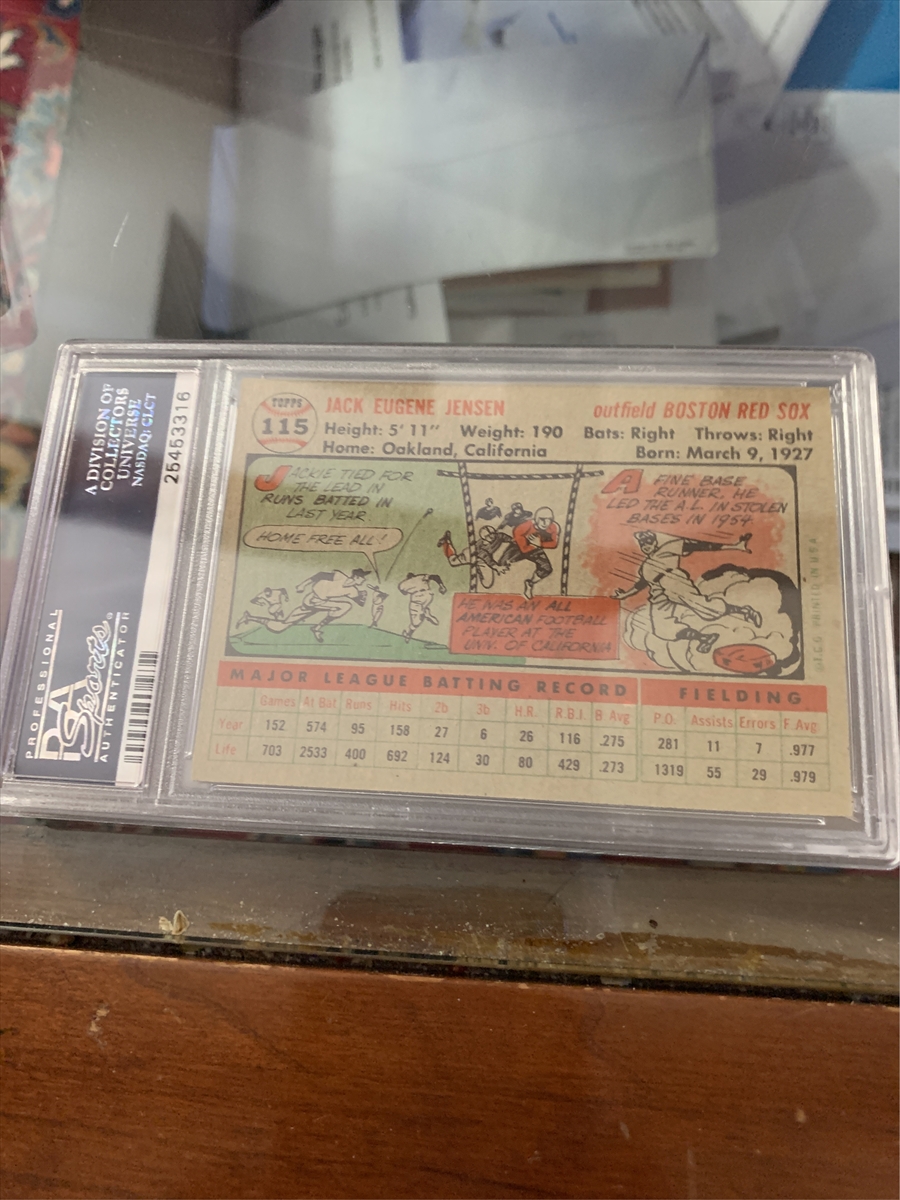 A DIVISION OF
COLLECTORS
UNIVERSE
NASDAQ: CLCT
25453316
PROFESSIONAL
PSA
Sports
AUTHENTICATOR
TOPPS
115
JACK EUGENE JENSEN
outfield BOSTON RED SOX
Height: 5' 11" Weight: 190 Bats: Right Throws: Right
Home: Oakland, California Born: March 9, 1927
JACKIE TIED FOR
THE LEAD IN
RUNS BATTED IN
LAST YEAR.
HOME FREE ALL!
HE WAS AN ALL
AMERICAN FOOTBALL
PLAYER AT THE
UNIV. OF CALIFORNIA
A FINE BASE
RUNNER, HE
LED THE A.L. IN STOLEN
BASES IN 1954
T.C.G. PRINTED IN U.S.A.
MAJOR LEAGUE BATTING RECORD FIELDING
Games At Bat Runs Hits 2b 3b H.R. R.B.I. B Avg P.O. Assists Errors F. Avg
Year 152 574 95 158 27 6 26 116 .275 281 11 7 .977
Life 703 2533 400 692 124 30 80 429 .273 1319 55 29 .979